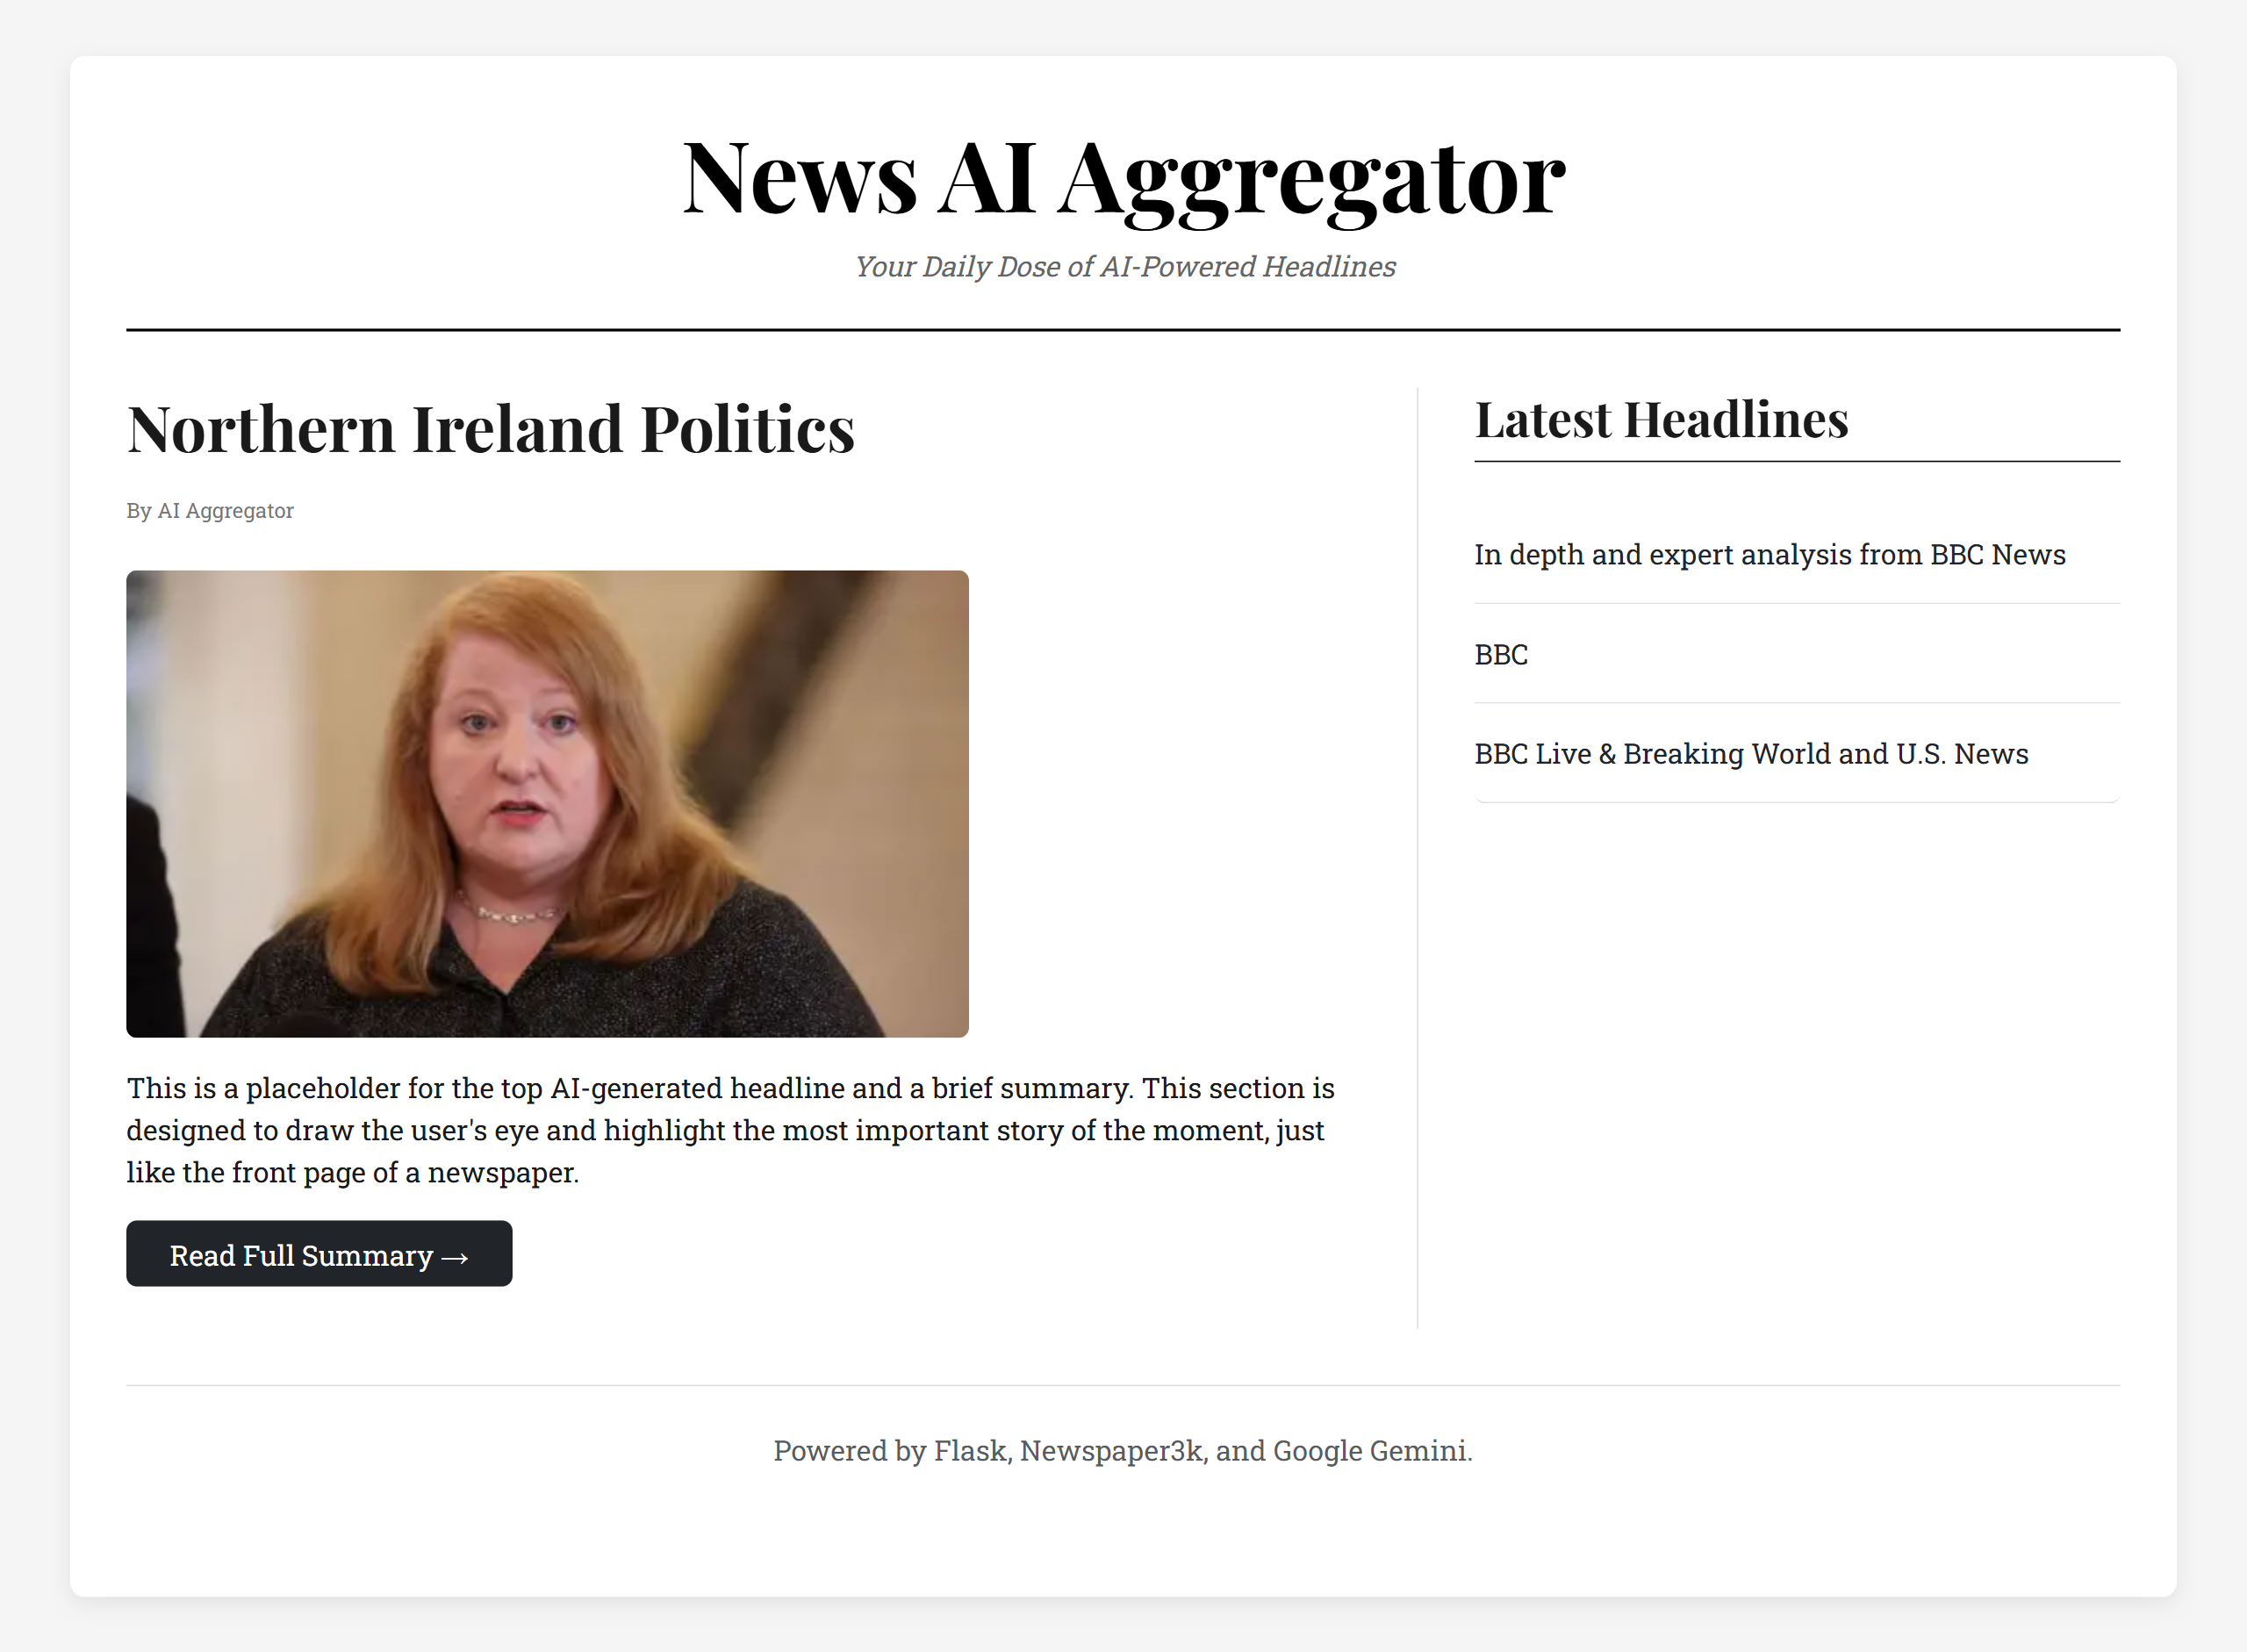 News AI Aggregator
Your Daily Dose of AI-Powered Headlines
Northern Ireland Politics
By AI Aggregator
This is a placeholder for the top AI-generated headline and a brief summary. This section is
designed to draw the user's eye and highlight the most important story of the moment, just
like the front page of a newspaper.
Read Full Summary →
Latest Headlines
In depth and expert analysis from BBC News
BBC
BBC Live & Breaking World and U.S. News
Powered by Flask, Newspaper3k, and Google Gemini.